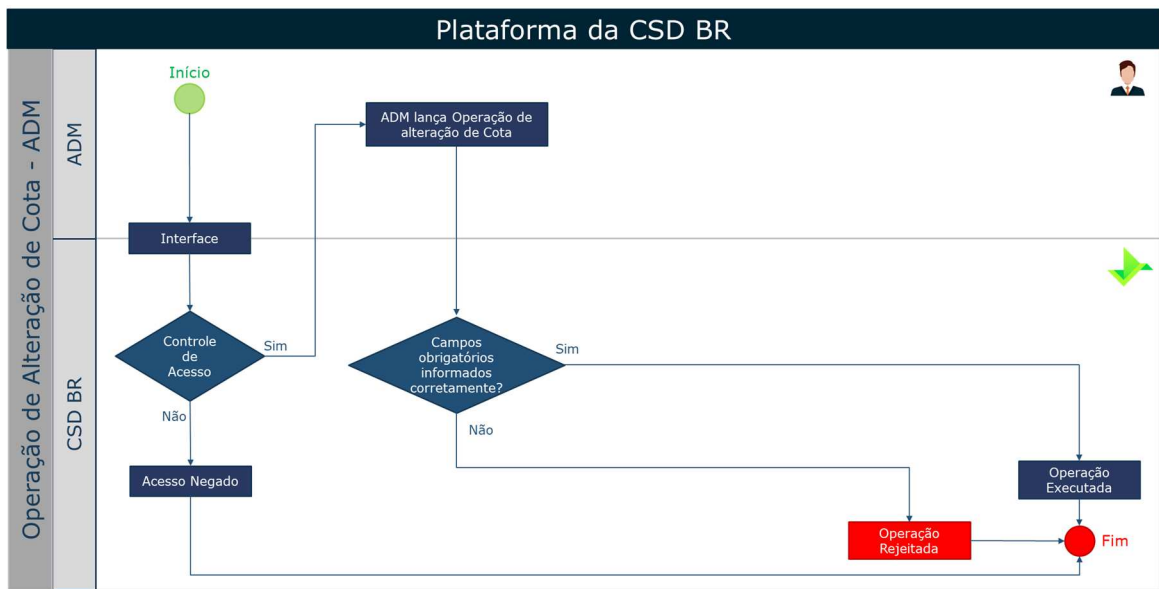 Plataforma da CSD BR
Operação de Alteração de Cota - ADM
ADM
Início
ADM lança Operação de
alteração de Cota
Interface
CSD BR
Controle
de
Acesso
Sim
Não
Campos
obrigatórios
informados
corretamente?
Sim
Não
Acesso Negado
Operação
Executada
Operação
Rejeitada
Fim